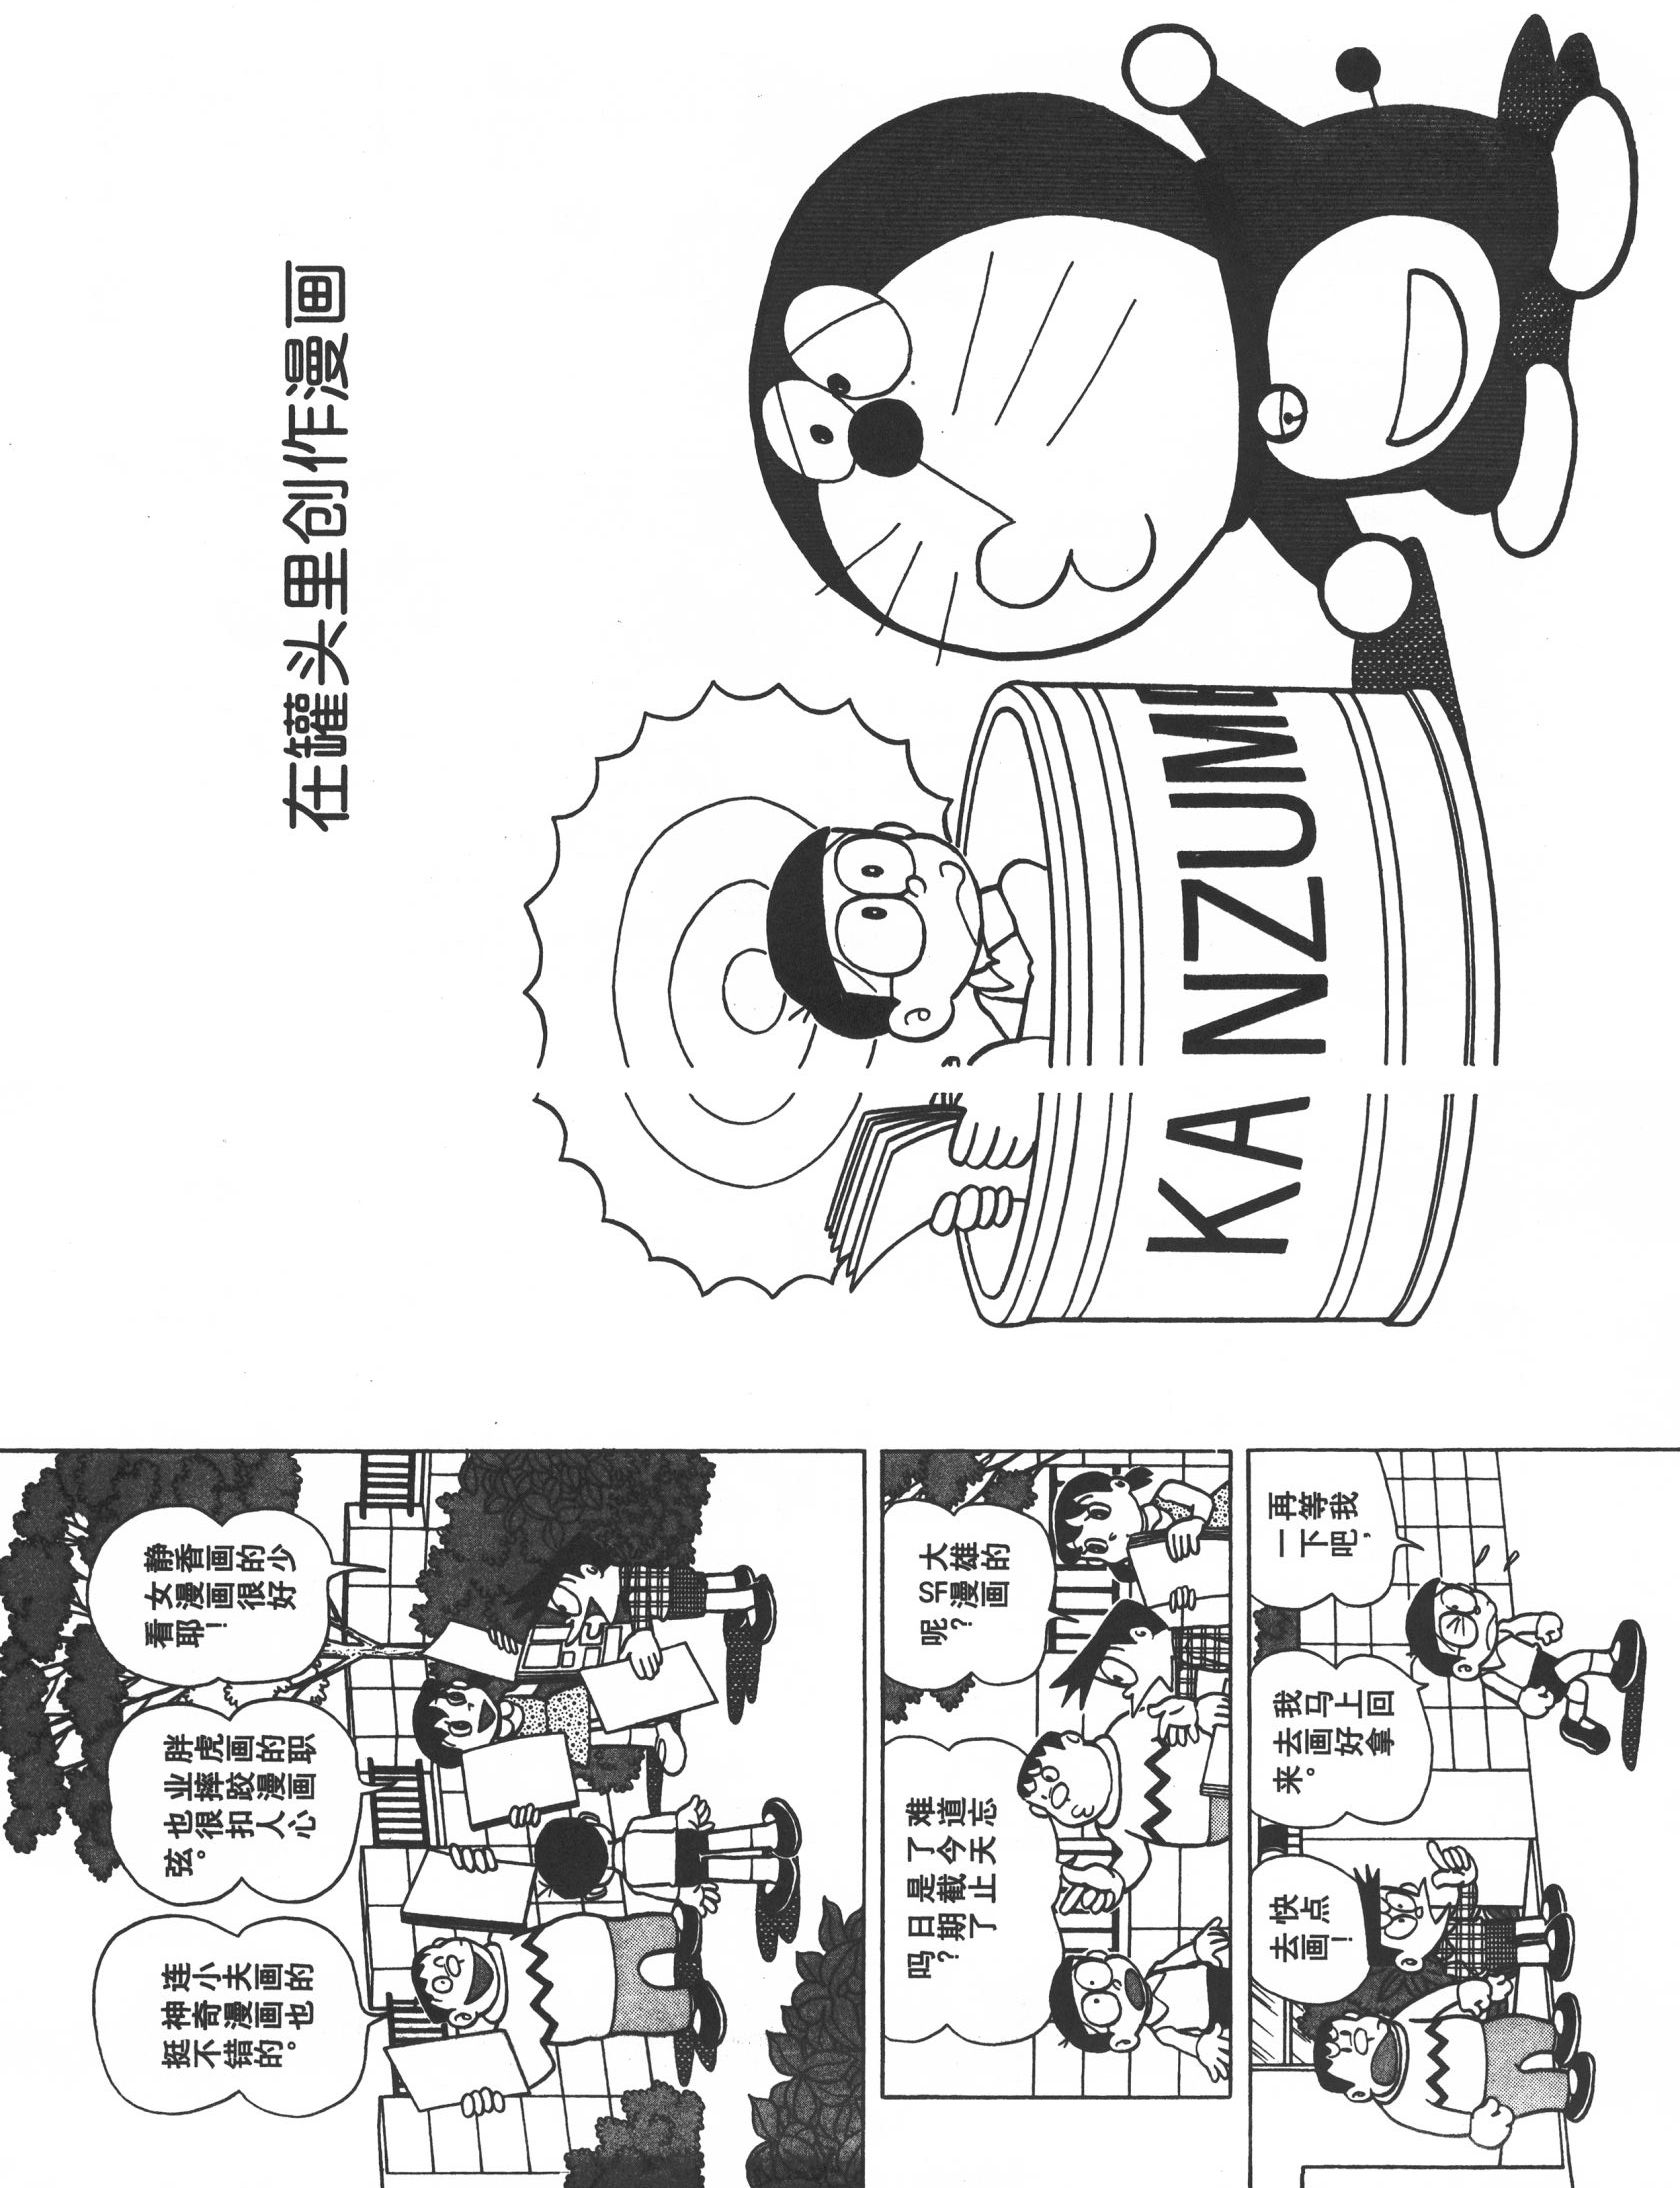 在罐头里创作漫画
KANZUME
静香画的少
女漫画很好
看耶！
胖虎画的职
业摔跤漫画
也很扣人心
弦。
连小夫画的
神奇漫画也
挺不错的。
大雄的
SF漫画
呢？
难道忘
了今天
是截止
日期了
吗？
再等我
一下吧，
我马上回
去画好拿
来。
快点
去画！